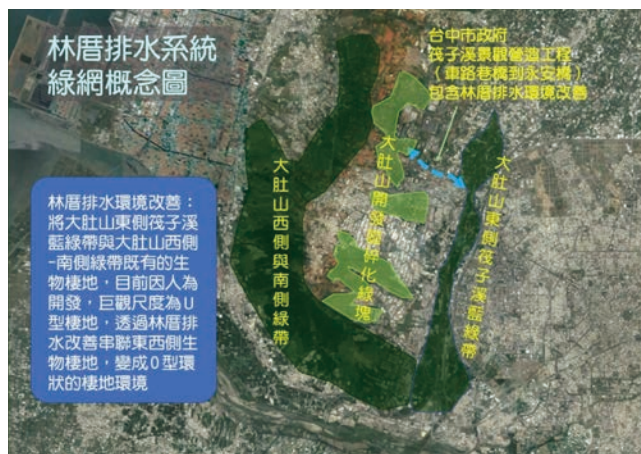 林厝排水系統
綠網概念圖
台中市政府
筏子溪景觀營造工程
(車路巷橋到永安橋)
包含林厝排水環境改善
林厝排水環境改善：
將大肚山東側筏子溪
藍綠帶與大肚山西側
-南側綠帶既有的生
物棲地，目前因人為
開發，巨觀尺度為U
型棲地，透過林厝排
水改善串聯東西側生
物棲地，變成O型環
狀的棲地環境
大肚山西側與南側綠帶
大肚山開發破碎化綠塊
大肚山東側筏子溪藍綠帶